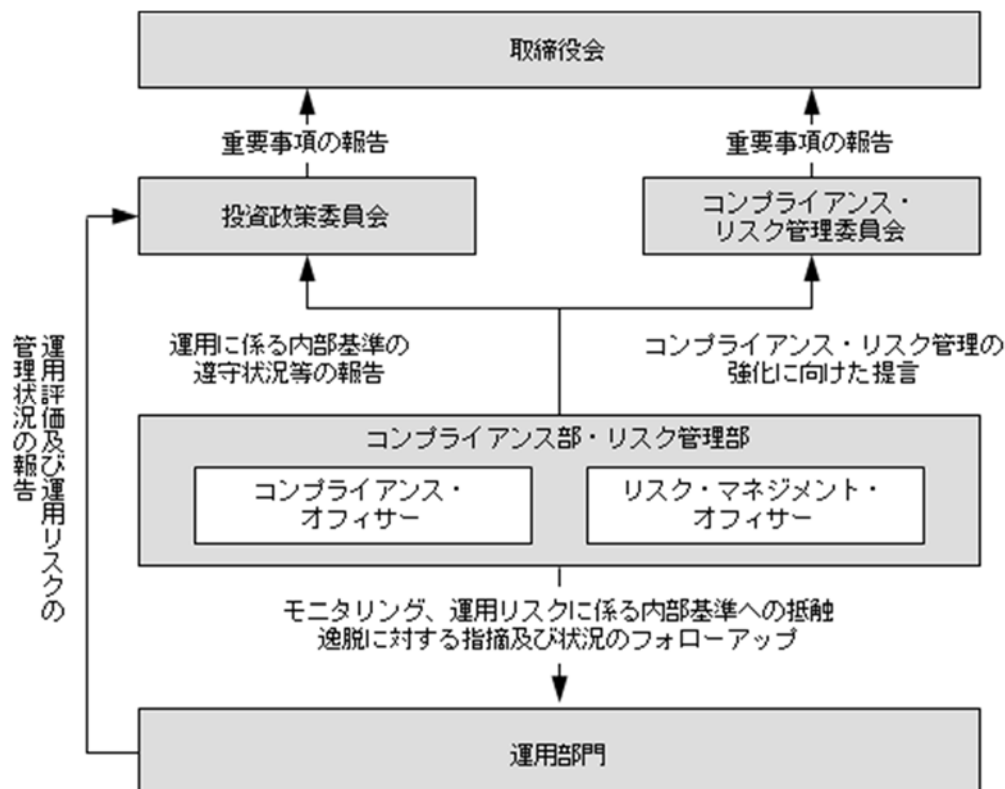 取締役会
重要事項の報告
重要事項の報告
投資政策委員会
コンプライアンス・
リスク管理委員会
運用に係る内部基準の
遵守状況等の報告
コンプライアンス・リスク管理の
強化に向けた提言
運用評価及び運用リスクの
管理状況の報告
コンプライアンス部・リスク管理部
コンプライアンス・
オフィサー
リスク・マネジメント・
オフィサー
モニタリング、運用リスクに係る内部基準への抵触
逸脱に対する指摘及び状況のフォローアップ
運用部門